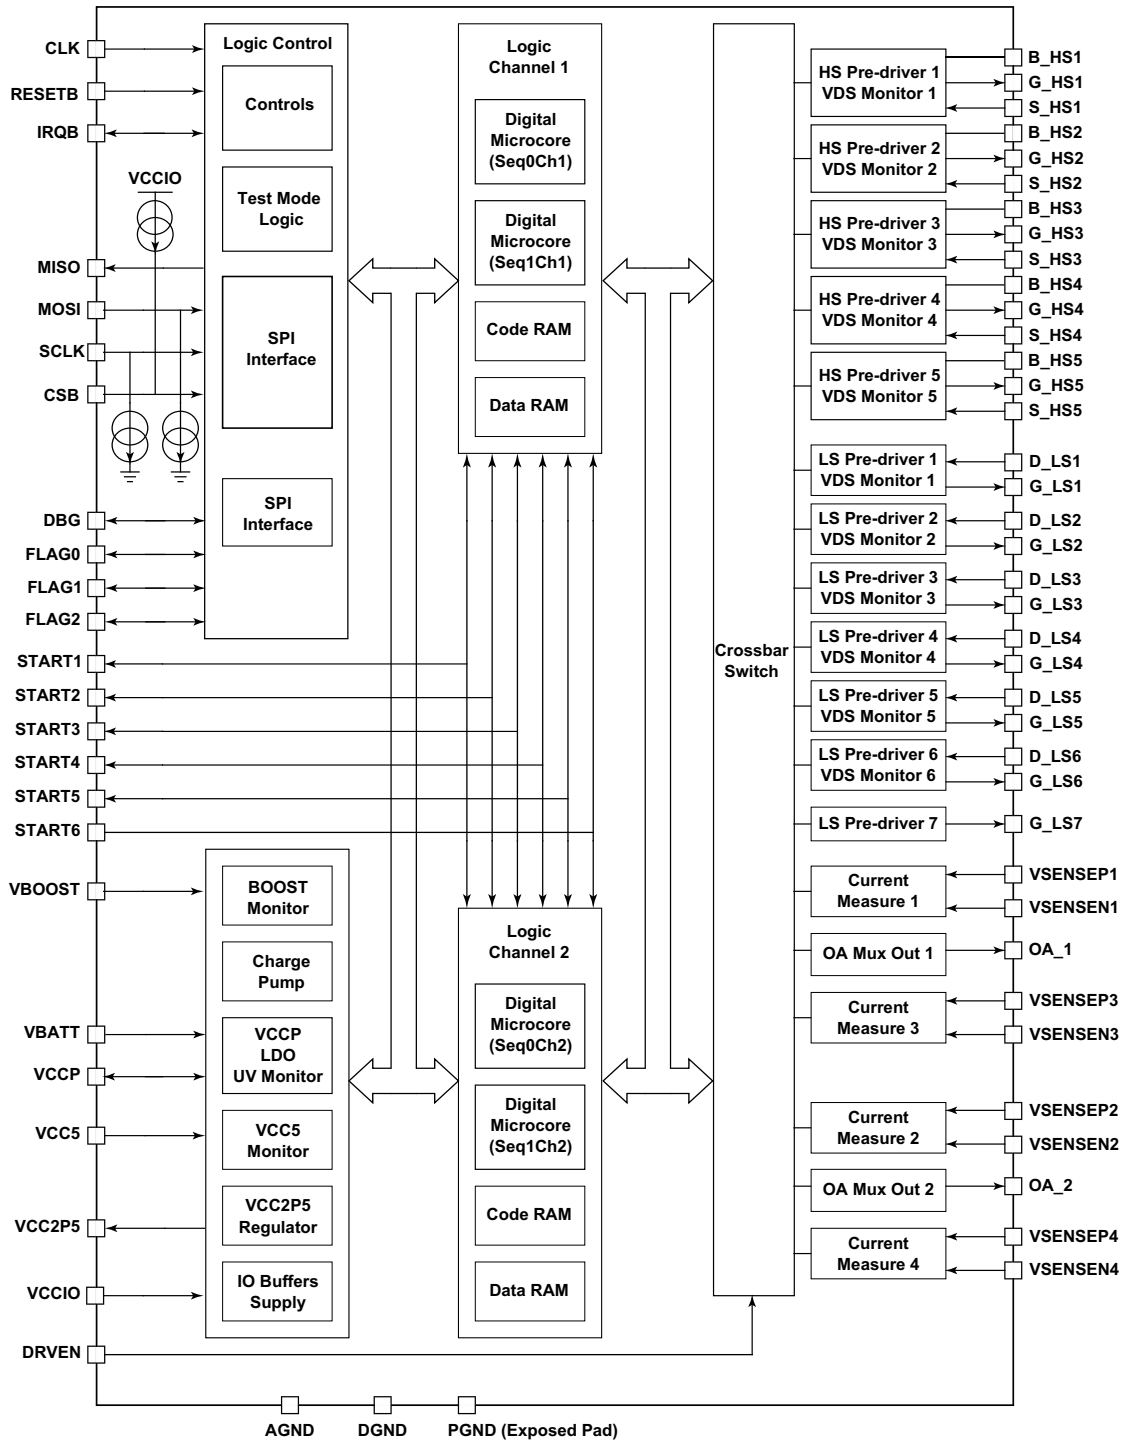 CLK
RESETB
IRQB
VCCIO
MISO
MOSI
SCLK
CSB
DBG
FLAG0
FLAG1
FLAG2
START1
START2
START3
START4
START5
START6
VBOOST
VBATT
VCCP
VCC5
VCC2P5
VCCIO
DRVEN
Logic Control
Controls
Test Mode
Logic
SPI
Interface
SPI
Interface
BOOST
Monitor
Charge
Pump
VCCP
LDO
UV Monitor
VCC5
Monitor
VCC2P5
Regulator
IO Buffers
Supply
Logic
Channel 1
Digital
Microcore
(Seq0Ch1)
Digital
Microcore
(Seq1Ch1)
Code RAM
Data RAM
Logic
Channel 2
Digital
Microcore
(Seq0Ch2)
Digital
Microcore
(Seq1Ch2)
Code RAM
Data RAM
Crossbar
Switch
HS Pre-driver 1
VDS Monitor 1
HS Pre-driver 2
VDS Monitor 2
HS Pre-driver 3
VDS Monitor 3
HS Pre-driver 4
VDS Monitor 4
HS Pre-driver 5
VDS Monitor 5
LS Pre-driver 1
VDS Monitor 1
LS Pre-driver 2
VDS Monitor 2
LS Pre-driver 3
VDS Monitor 3
LS Pre-driver 4
VDS Monitor 4
LS Pre-driver 5
VDS Monitor 5
LS Pre-driver 6
VDS Monitor 6
LS Pre-driver 7
Current
Measure 1
OA Mux Out 1
Current
Measure 3
Current
Measure 2
OA Mux Out 2
Current
Measure 4
B_HS1
G_HS1
S_HS1
B_HS2
G_HS2
S_HS2
B_HS3
G_HS3
S_HS3
B_HS4
G_HS4
S_HS4
B_HS5
G_HS5
S_HS5
D_LS1
G_LS1
D_LS2
G_LS2
D_LS3
G_LS3
D_LS4
G_LS4
D_LS5
G_LS5
D_LS6
G_LS6
G_LS7
VSENSEP1
VSENSEN1
OA_1
VSENSEP3
VSENSEN3
VSENSEP2
VSENSEN2
OA_2
VSENSEP4
VSENSEN4
AGND
DGND
PGND (Exposed Pad)